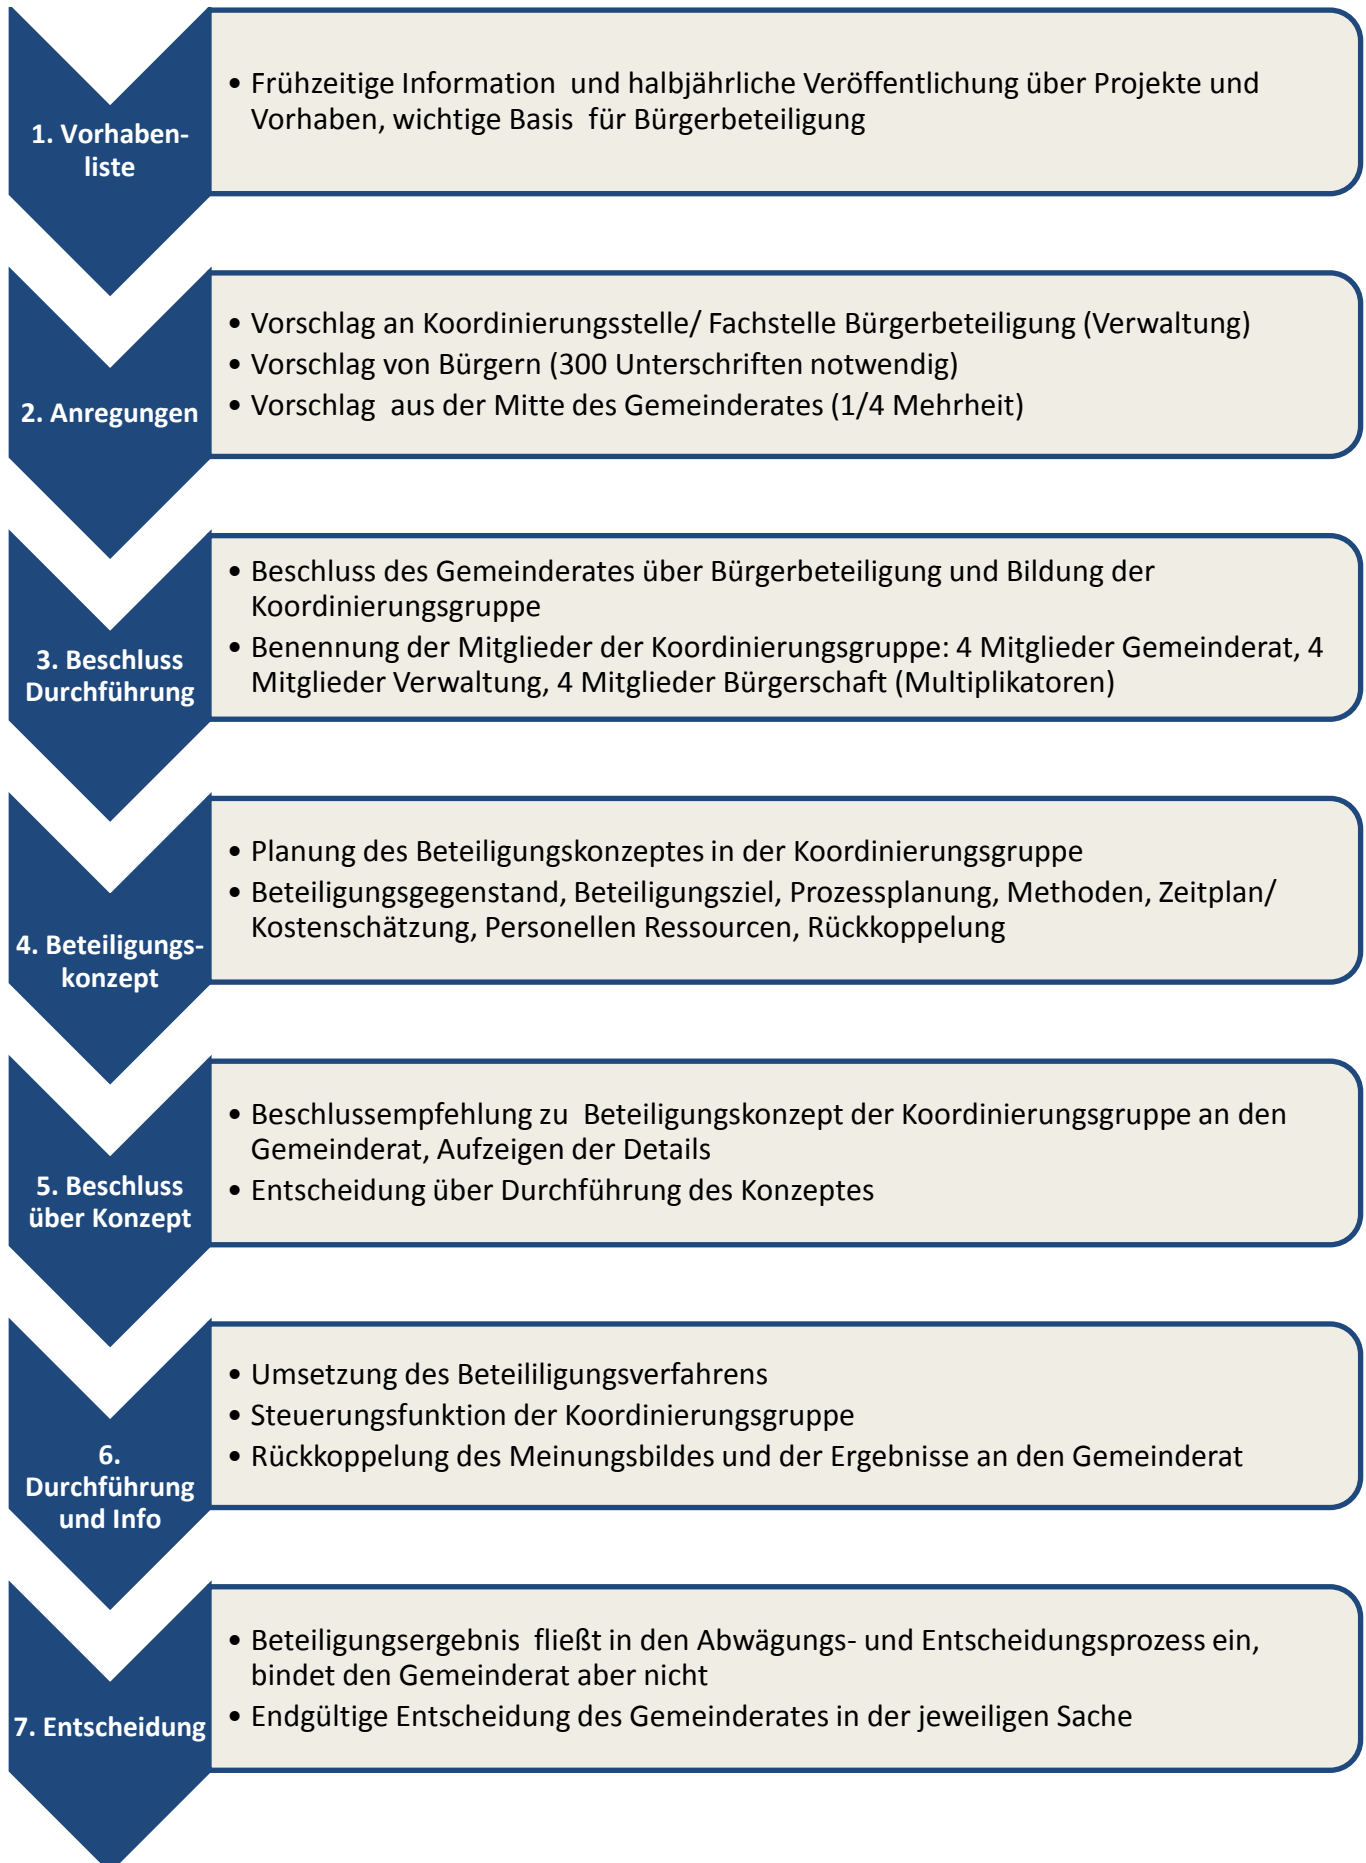 1. Vorhaben-
liste
• Frühzeitige Information und halbjährliche Veröffentlichung über Projekte und
Vorhaben, wichtige Basis für Bürgerbeteiligung
2. Anregungen
• Vorschlag an Koordinierungsstelle/ Fachstelle Bürgerbeteiligung (Verwaltung)
• Vorschlag von Bürgern (300 Unterschriften notwendig)
• Vorschlag aus der Mitte des Gemeinderates (1/4 Mehrheit)
3. Beschluss
Durchführung
• Beschluss des Gemeinderates über Bürgerbeteiligung und Bildung der
Koordinierungsgruppe
• Benennung der Mitglieder der Koordinierungsgruppe: 4 Mitglieder Gemeinderat, 4
Mitglieder Verwaltung, 4 Mitglieder Bürgerschaft (Multiplikatoren)
4. Beteiligungs-
konzept
• Planung des Beteiligungskonzeptes in der Koordinierungsgruppe
• Beteiligungsgegenstand, Beteiligungsziel, Prozessplanung, Methoden, Zeitplan/
Kostenschätzung, Personellen Ressourcen, Rückkoppelung
5. Beschluss
über Konzept
• Beschlussempfehlung zu Beteiligungskonzept der Koordinierungsgruppe an den
Gemeinderat, Aufzeigen der Details
• Entscheidung über Durchführung des Konzeptes
6.
Durchführung
und Info
• Umsetzung des Beteililigungsverfahrens
• Steuerungsfunktion der Koordinierungsgruppe
• Rückkoppelung des Meinungsbildes und der Ergebnisse an den Gemeinderat
7. Entscheidung
• Beteiligungsergebnis fließt in den Abwägungs- und Entscheidungsprozess ein,
bindet den Gemeinderat aber nicht
• Endgültige Entscheidung des Gemeinderates in der jeweiligen Sache